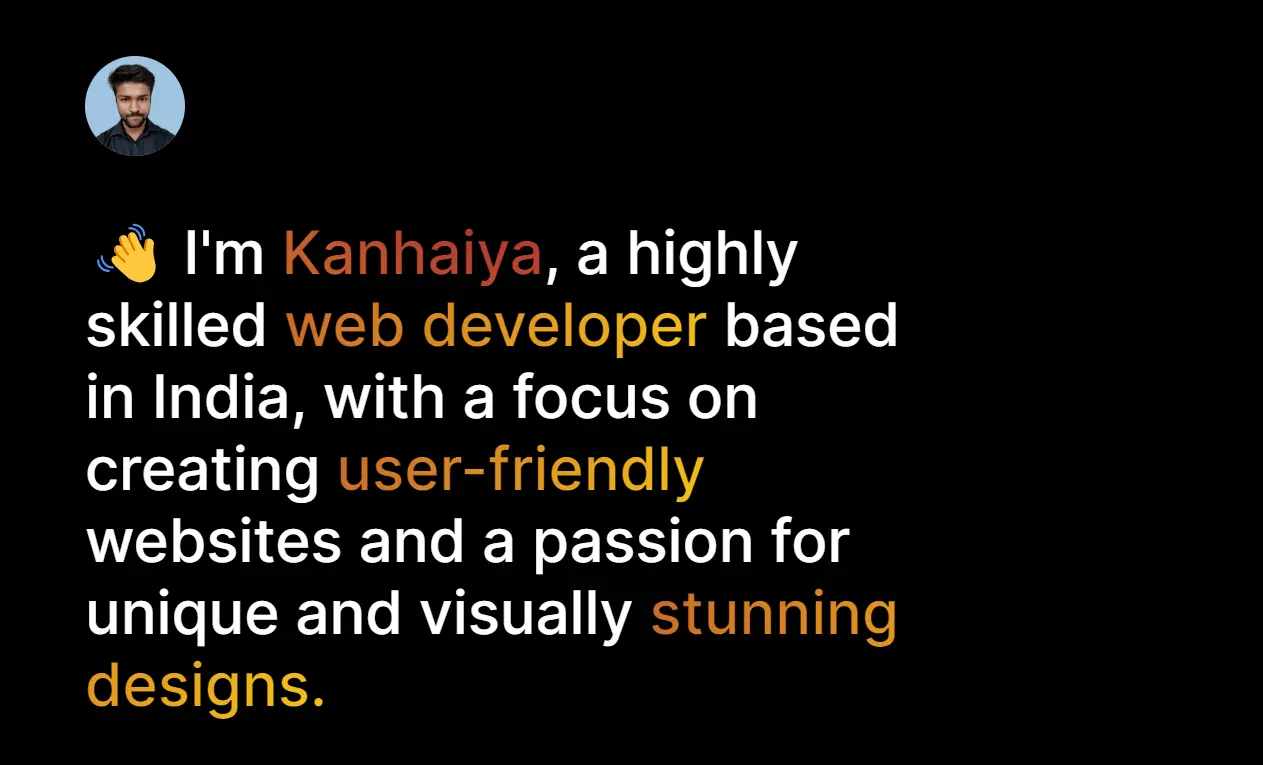 👋 I'm Kanhaiya, a highly
skilled web developer based
in India, with a focus on
creating user-friendly
websites and a passion for
unique and visually stunning
designs.